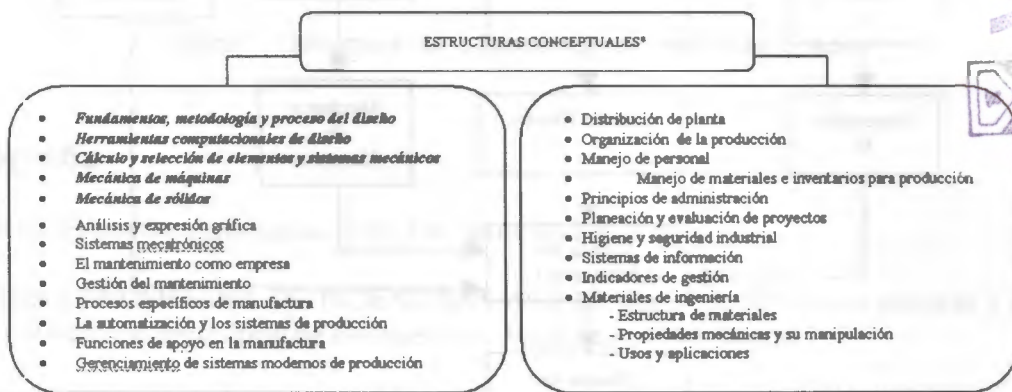 ESTRUCTURAS CONCEPTUALES*
• Fundamentos, metodología y proceso del diseño
• Herramientas computacionales de diseño
• Cálculo y selección de elementos y sistemas mecánicos
• Mecánica de máquinas
• Mecánica de sólidos
• Análisis y expresión gráfica
• Sistemas mecatrónicos
• El mantenimiento como empresa
• Gestión del mantenimiento
• Procesos específicos de manufactura
• La automatización y los sistemas de producción
• Funciones de apoyo en la manufactura
• Gerenciamiento de sistemas modernos de producción
• Distribución de planta
• Organización de la producción
• Manejo de personal
• Manejo de materiales e inventarios para producción
• Principios de administración
• Planeación y evaluación de proyectos
• Higiene y seguridad industrial
• Sistemas de información
• Indicadores de gestión
• Materiales de ingeniería
- Estructura de materiales
- Propiedades mecánicas y su manipulación
- Usos y aplicaciones